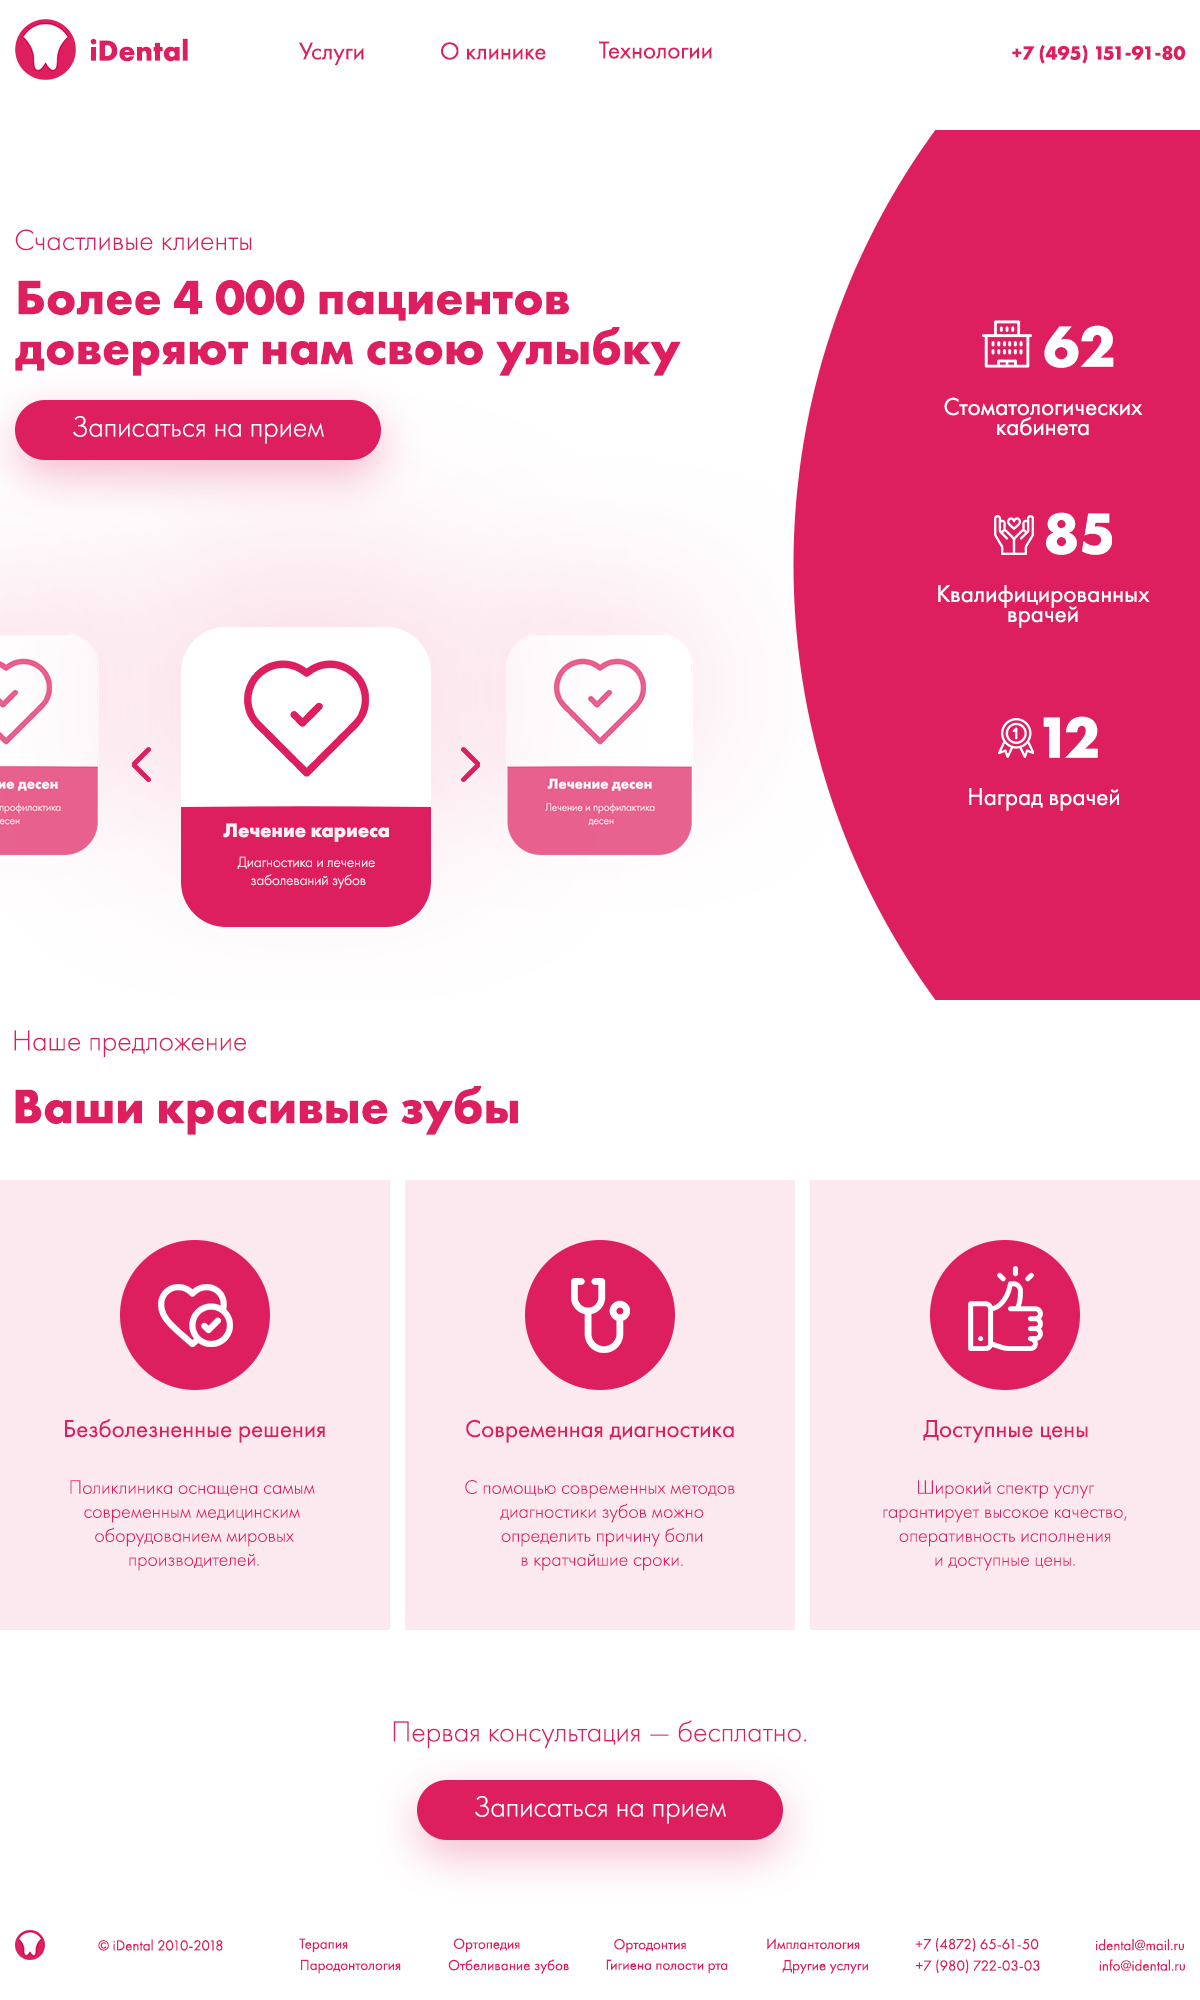 iDental
Услуги
О клинике
Технологии
+7 (495) 151-91-80
Счастливые клиенты
Более 4 000 пациентов
доверяют нам свою улыбку
Записаться на прием
62
Стоматологических
кабинета
85
Квалифицированных
врачей
1
12
Наград врачей
десен
профилактика
Лечение кариеса
Диагностика и лечение
заболеваний зубов
Лечение десен
Лечение и профилактика
десен
Наше предложение
Ваши красивые зубы
Безболезненные решения
Поликлиника оснащена самым
современным медицинским
оборудованием мировых
производителей.
Современная диагностика
С помощью современных методов
диагностики зубов можно
определить причину боли
в кратчайшие сроки.
Доступные цены
Широкий спектр услуг
гарантирует высокое качество,
оперативность исполнения
и доступные цены.
Первая консультация — бесплатно.
Записаться на прием
© iDental 2010-2018
Терапия
Пародонтология
Ортопедия
Отбеливание зубов
Ортодонтия
Гигиена полости рта
Имплантология
Другие услуги
+7 (4872) 65-61-50
+7 (980) 722-03-03
idental@mail.ru
info@idental.ru